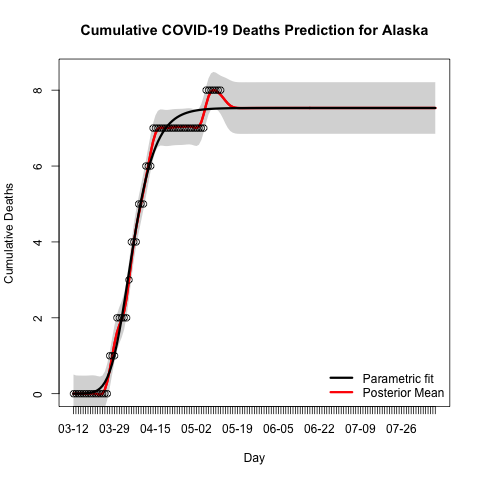 Cumulative COVID-19 Deaths Prediction for Alaska
Cumulative Deaths
8
6
4
2
0
Parametric fit
Posterior Mean
03-12 03-29 04-15 05-02 05-19 06-05 06-22 07-09 07-26
Day